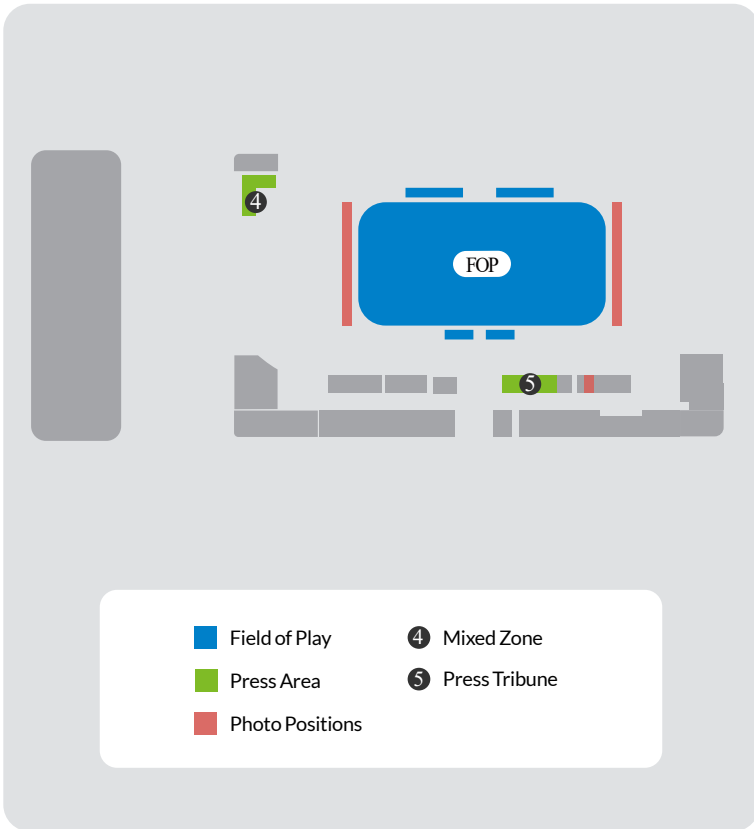 4
FOP
5
Field of Play
4 Mixed Zone
Press Area
5 Press Tribune
Photo Positions